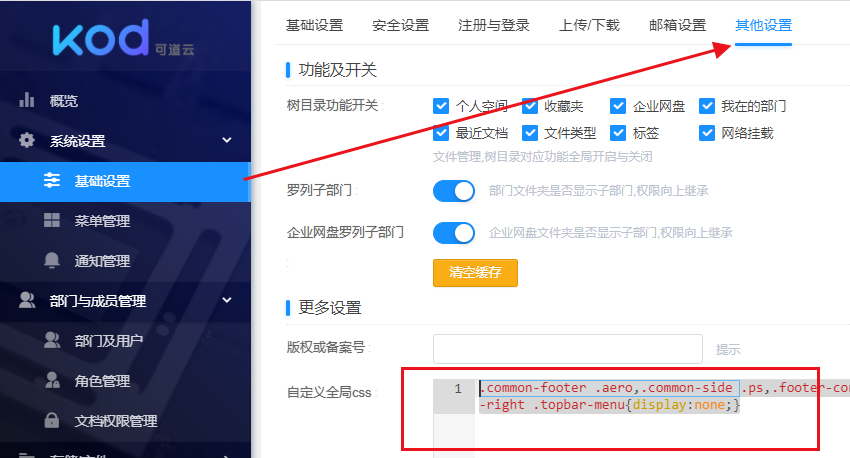 kod 可道云
概览
系统设置
基础设置
菜单管理
通知管理
部门与成员管理
部门及用户
角色管理
文档权限管理
基础设置 安全设置 注册与登录 上传/下载 邮箱设置 其他设置
功能及开关
树目录功能开关: 个人空间 收藏夹 企业网盘 我在的部门
最近文档 文件类型 标签 网络挂载
文件管理,树目录对应功能全局开启与关闭
罗列子部门: 部门文件夹是否显示子部门,权限向上继承
企业网盘罗列子部门 企业网盘文件夹是否显示子部门,权限向上继承
:
清空缓存
更多设置
版权或备案号: 提示
自定义全局css: 1 .common-footer .aero,.common-side .ps,.footer-con
-right .topbar-menu{display:none;}